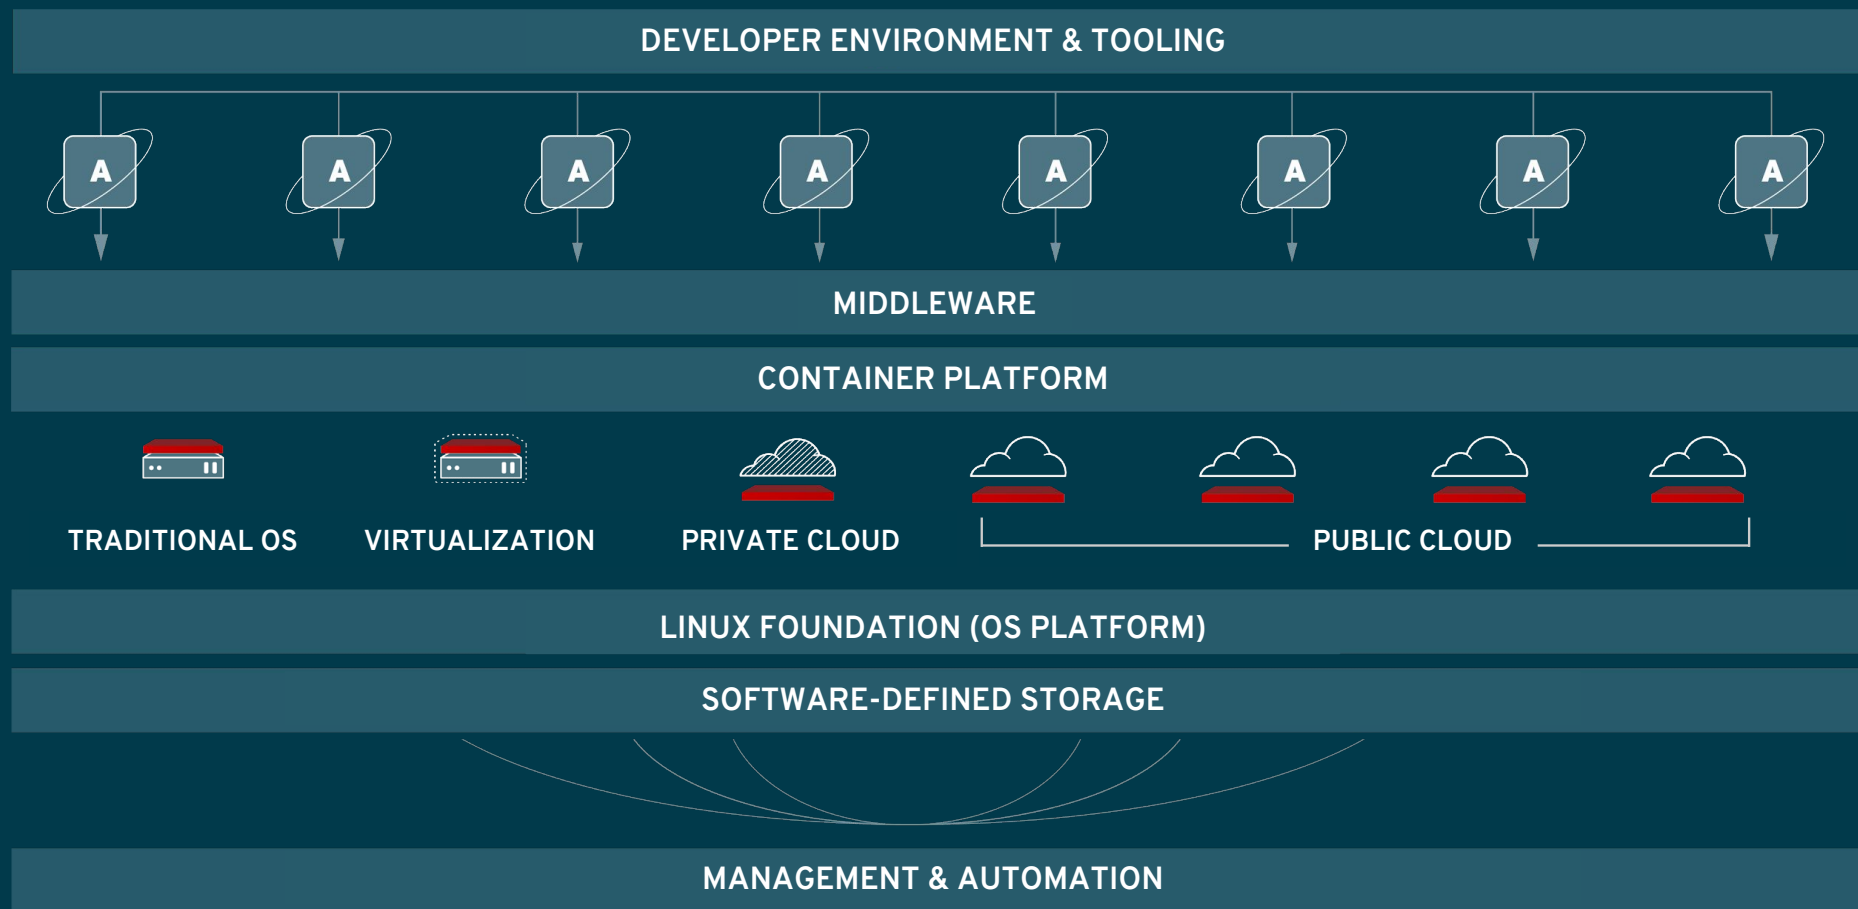 DEVELOPER ENVIRONMENT & TOOLING
A A A A A A A A
MIDDLEWARE
CONTAINER PLATFORM
TRADITIONAL OS VIRTUALIZATION PRIVATE CLOUD PUBLIC CLOUD
LINUX FOUNDATION (OS PLATFORM)
SOFTWARE-DEFINED STORAGE
MANAGEMENT & AUTOMATION